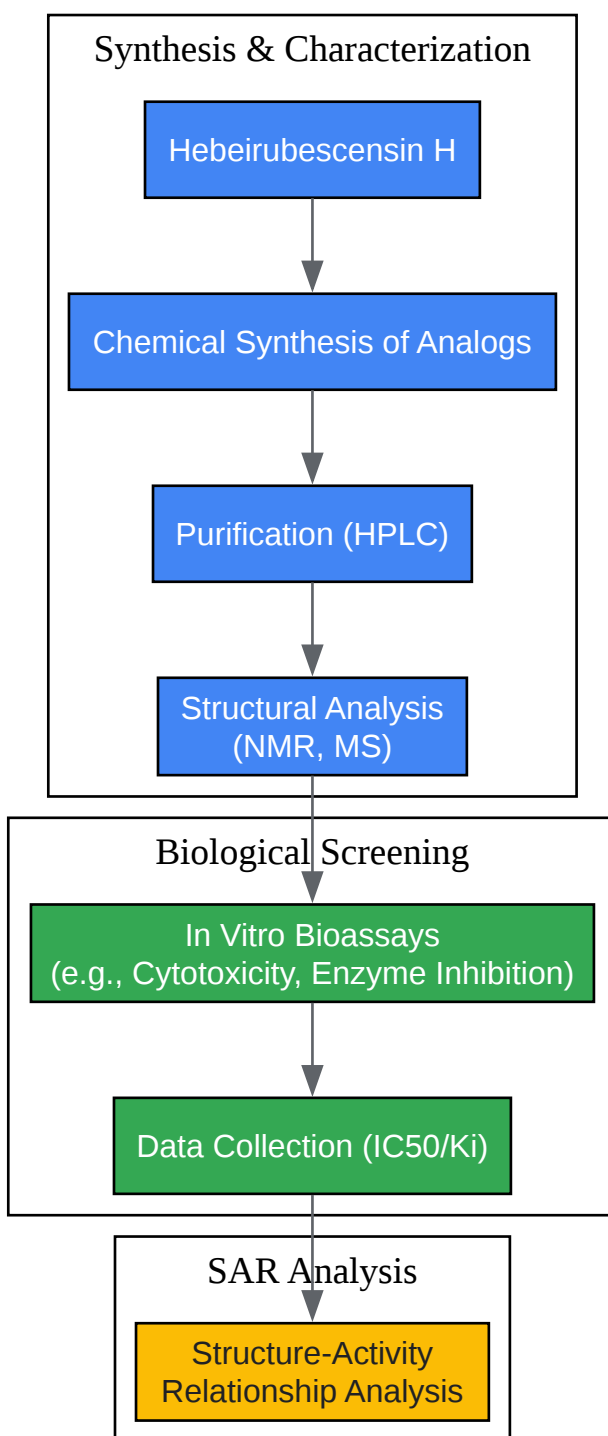 Synthesis & Characterization
Hebeirubescensin H
Chemical Synthesis of Analogs
Purification (HPLC)
Structural Analysis
(NMR, MS)
Biological Screening
In Vitro Bioassays
(e.g., Cytotoxicity, Enzyme Inhibition)
Data Collection (IC50/Ki)
SAR Analysis
Structure-Activity
Relationship Analysis